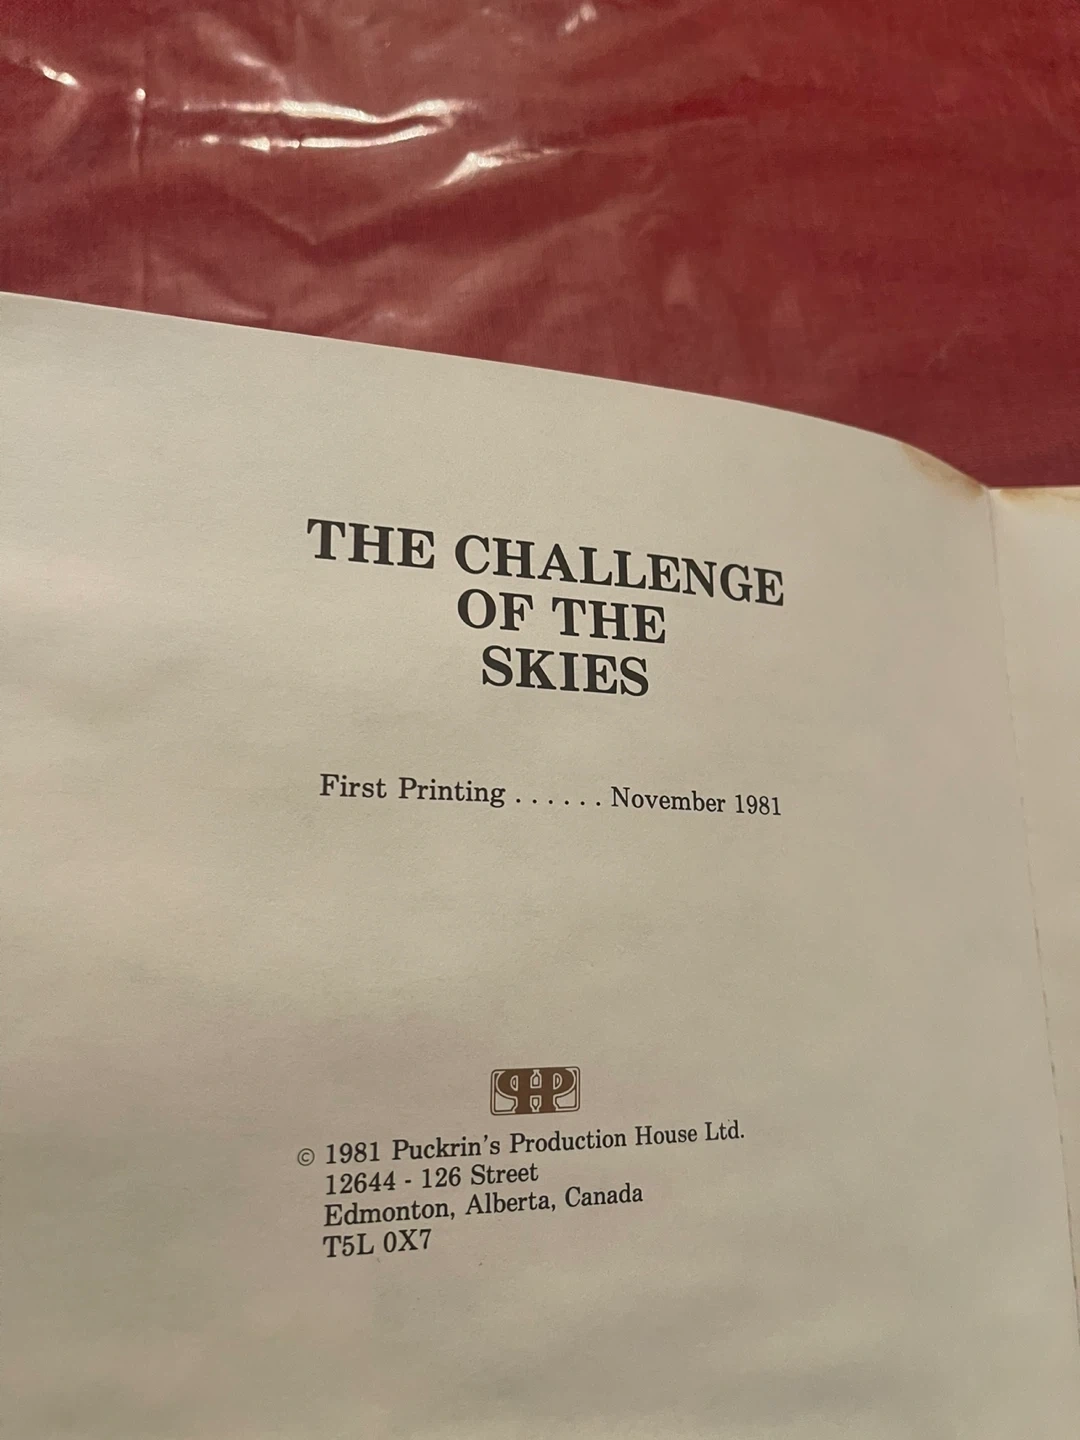 THE CHALLENGE
OF THE
SKIES
First Printing . . . . . . November 1981
PHP
© 1981 Puckrin's Production House Ltd.
12644 - 126 Street
Edmonton, Alberta, Canada
T5L 0X7